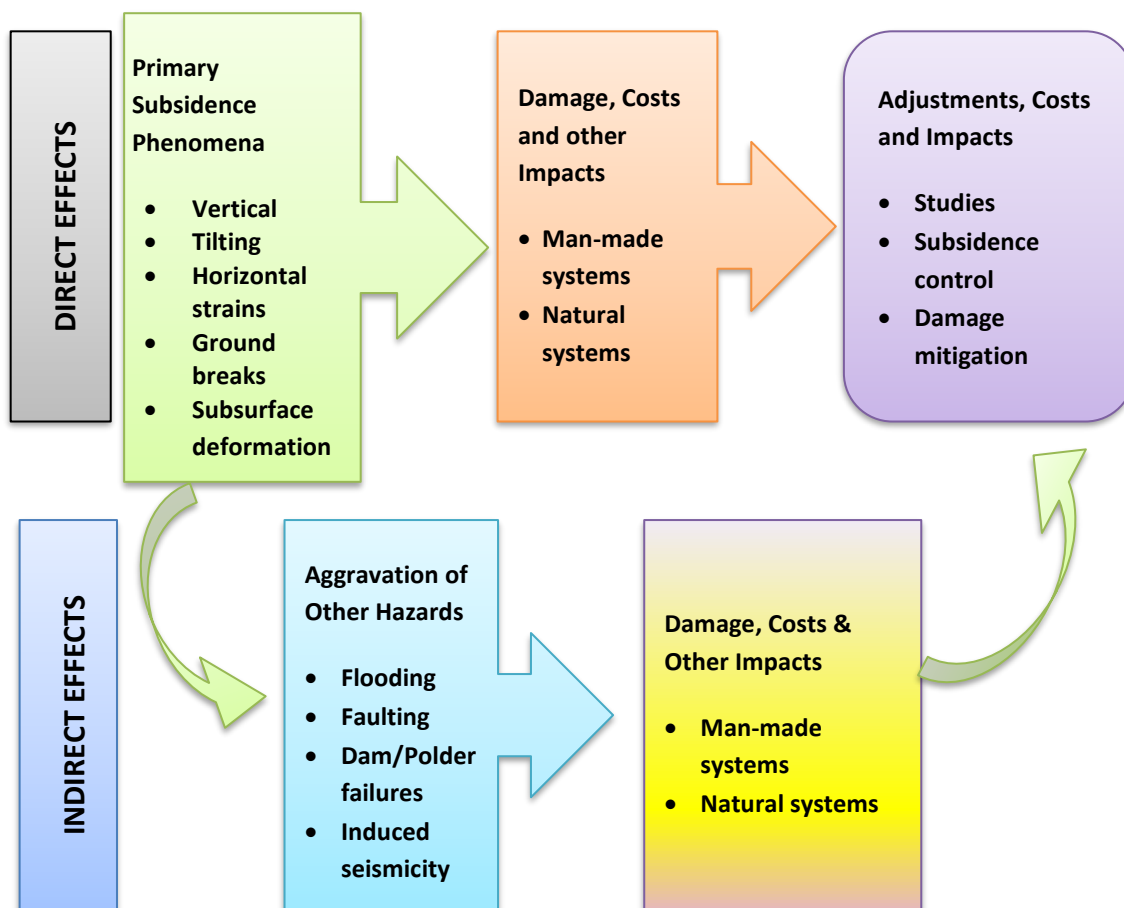 DIRECT EFFECTS
Primary
Subsidence
Phenomena
• Vertical
• Tilting
• Horizontal
strains
• Ground
breaks
• Subsurface
deformation
Damage, Costs
and other
Impacts
• Man-made
systems
• Natural
systems
Adjustments, Costs
and Impacts
• Studies
• Subsidence
control
• Damage
mitigation
INDIRECT EFFECTS
Aggravation of
Other Hazards
• Flooding
• Faulting
• Dam/Polder
failures
• Induced
seismicity
Damage, Costs &
Other Impacts
• Man-made
systems
• Natural systems